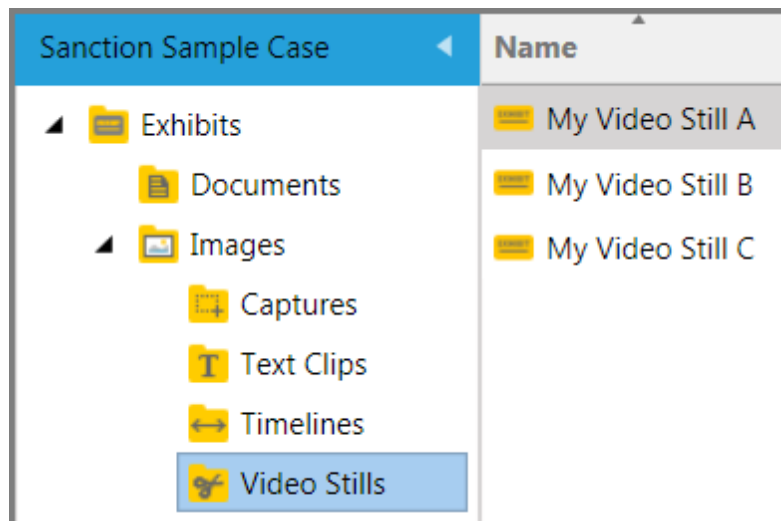 Sanction Sample Case
Exhibits
Documents
Images
Captures
Text Clips
Timelines
Video Stills
Name
My Video Still A
My Video Still B
My Video Still C